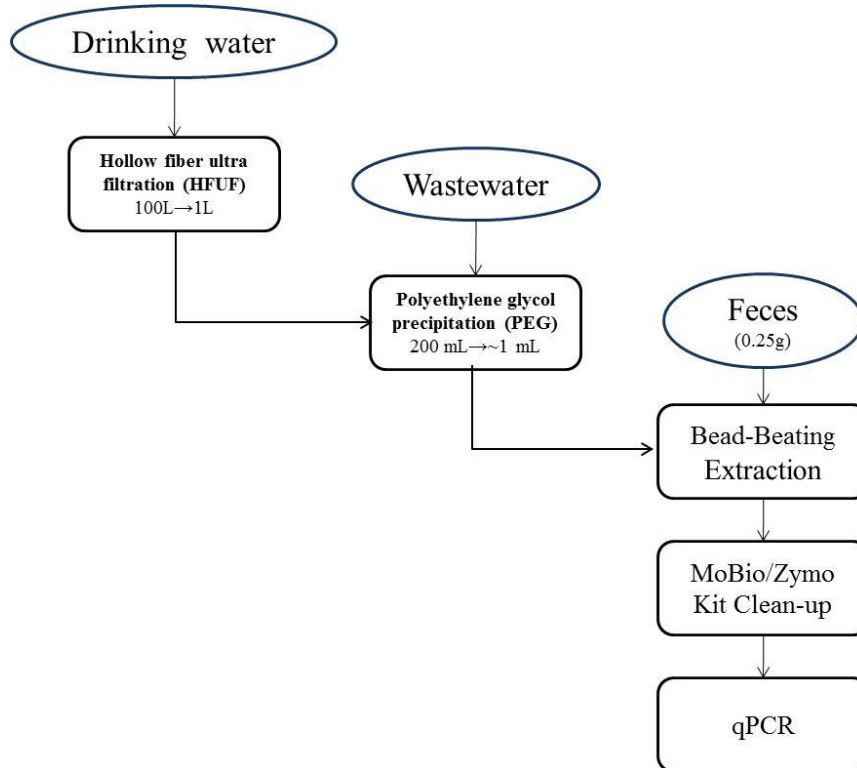 Drinking water
Hollow fiber ultra
filtration (HFUF)
100L→1L
Wastewater
Polyethylene glycol
precipitation (PEG)
200 mL→~1 mL
Feces
(0.25g)
Bead-Beating
Extraction
MoBio/Zymo
Kit Clean-up
qPCR